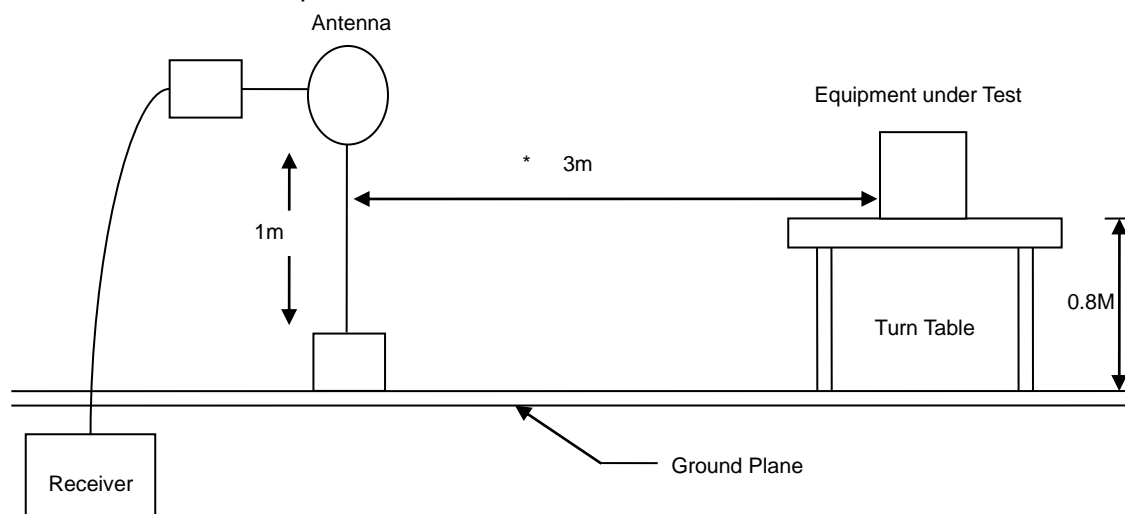 Antenna
Equipment under Test
* 3m
1m
0.8M
Turn Table
Ground Plane
Receiver